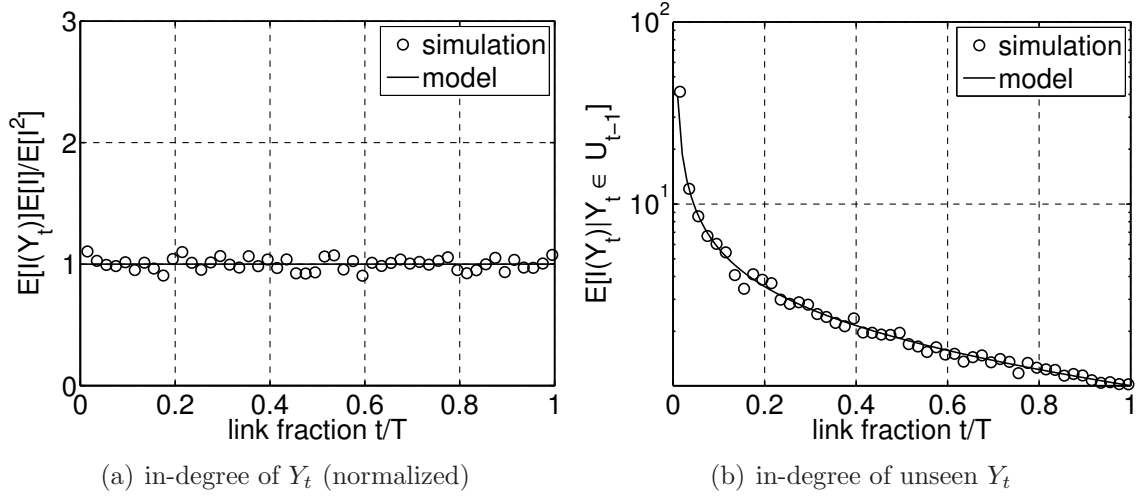 3
2
1
0
0
0.2
0.4
0.6
0.8
1
E[I(Y_t)]E[I]/E[I^2]
link fraction t/T
simulation
model
(a) in-degree of Y_t (normalized)
10^2
10^1
0
0.2
0.4
0.6
0.8
1
E[I(Y_t)|Y_t ∈ U_{t−1}]
link fraction t/T
simulation
model
(b) in-degree of unseen Y_t